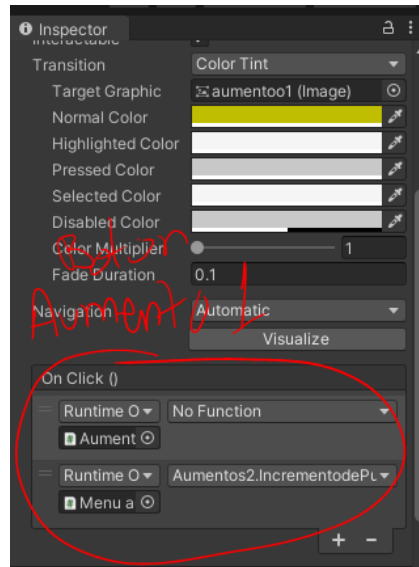 Inspector
Interactable
Transition Color Tint
Target Graphic aumentoo1 (Image)
Normal Color
Highlighted Color
Pressed Color
Selected Color
Disabled Color
Color Multiplier 1
Fade Duration 0.1
Navigation Automatic
Visualize
Boton
Aumento 1
On Click ()
Runtime O No Function
Aument
Runtime O Aumentos2.IncrementodePu
Menu a
+ -